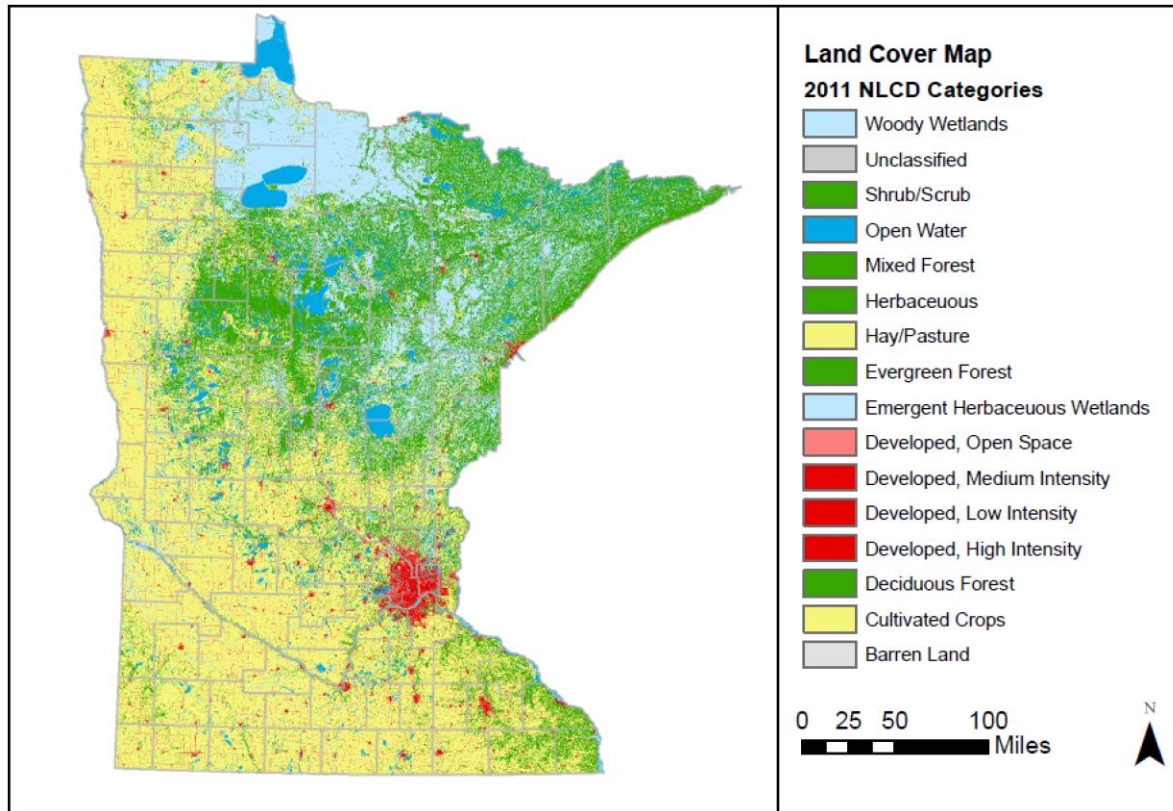 Land Cover Map
2011 NLCD Categories
Woody Wetlands
Unclassified
Shrub/Scrub
Open Water
Mixed Forest
Herbaceuous
Hay/Pasture
Evergreen Forest
Emergent Herbaceuous Wetlands
Developed, Open Space
Developed, Medium Intensity
Developed, Low Intensity
Developed, High Intensity
Deciduous Forest
Cultivated Crops
Barren Land
0 25 50 100
Miles
N